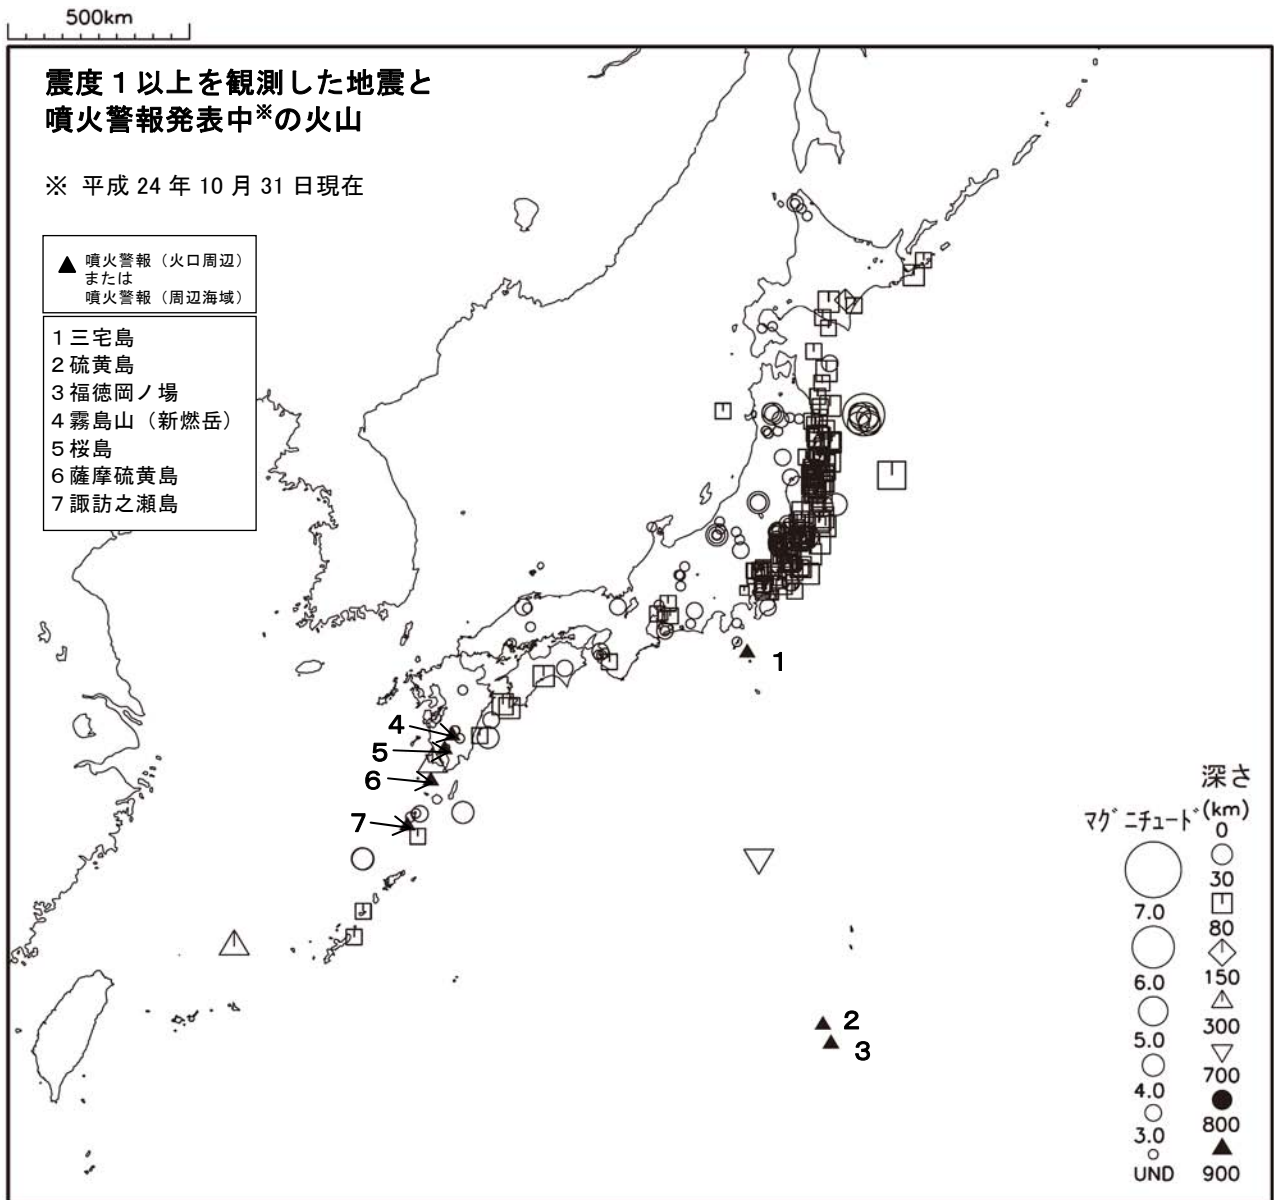 500km
震度１以上を観測した地震と
噴火警報発表中※の火山
※ 平成 24 年 10 月 31 日現在
▲ 噴火警報（火口周辺）
または
噴火警報（周辺海域）
1 三宅島
2 硫黄島
3 福徳岡ノ場
4 霧島山（新燃岳）
5 桜島
6 薩摩硫黄島
7 諏訪之瀬島
1
4
5
6
7
2
3
マグニチュード
7.0
6.0
5.0
4.0
3.0
UND
深さ
(km)
0
30
80
150
300
700
800
900